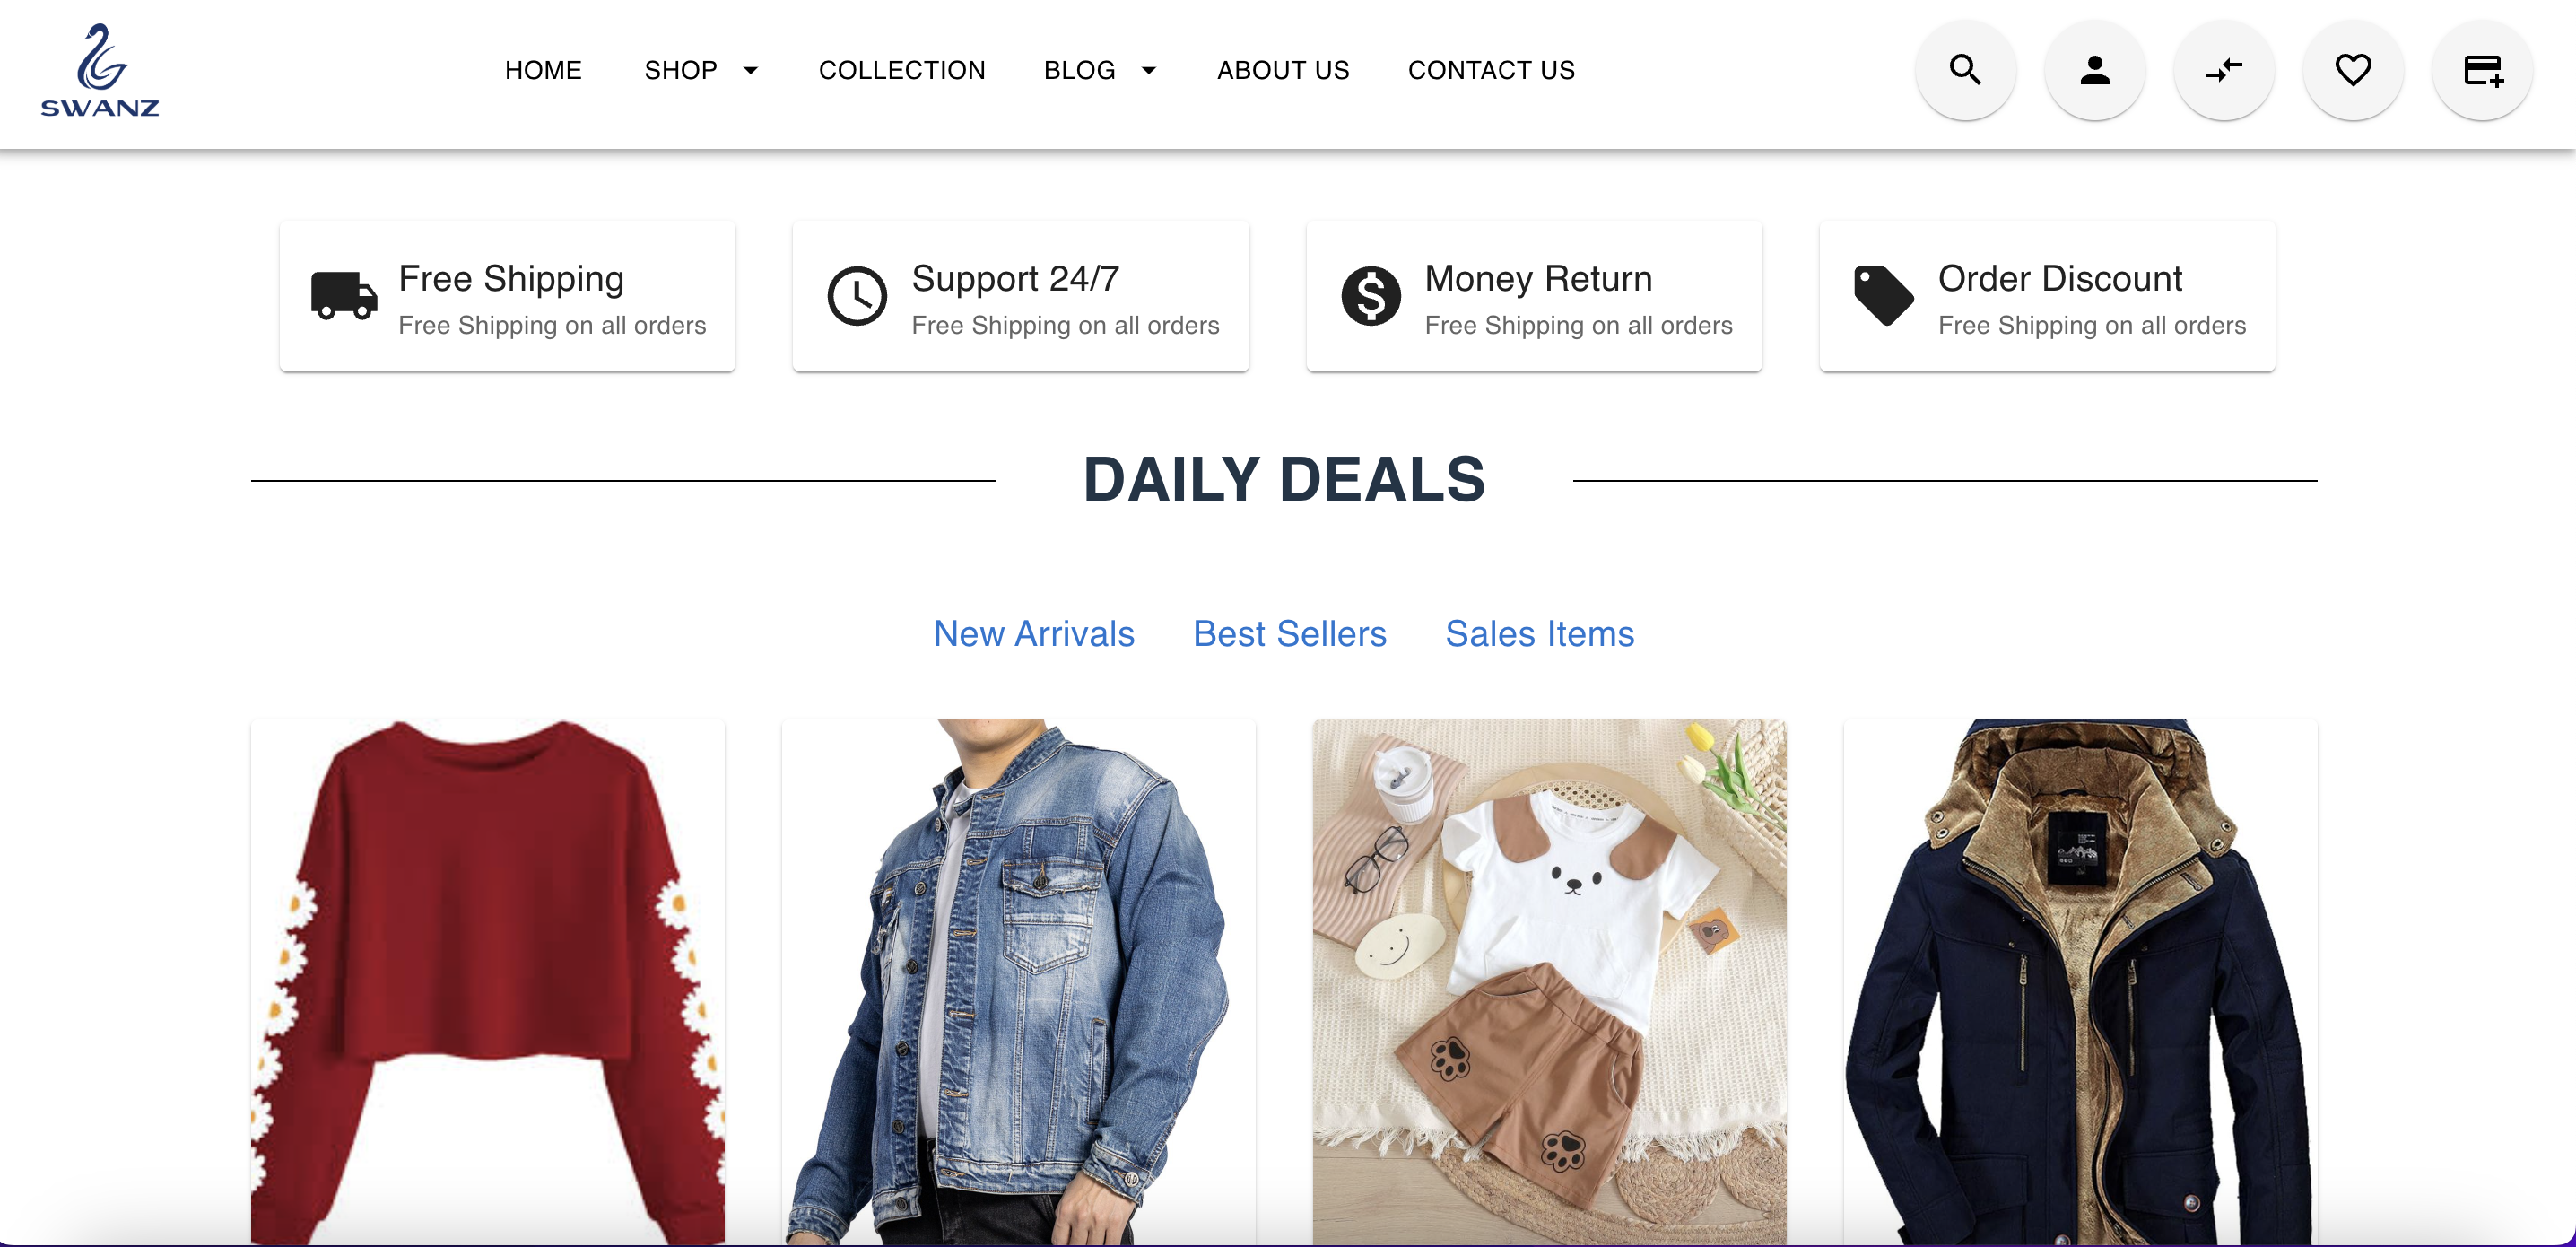 SWANZ
HOME SHOP COLLECTION BLOG ABOUT US CONTACT US
Free Shipping
Free Shipping on all orders
Support 24/7
Free Shipping on all orders
Money Return
Free Shipping on all orders
Order Discount
Free Shipping on all orders
DAILY DEALS
New Arrivals Best Sellers Sales Items